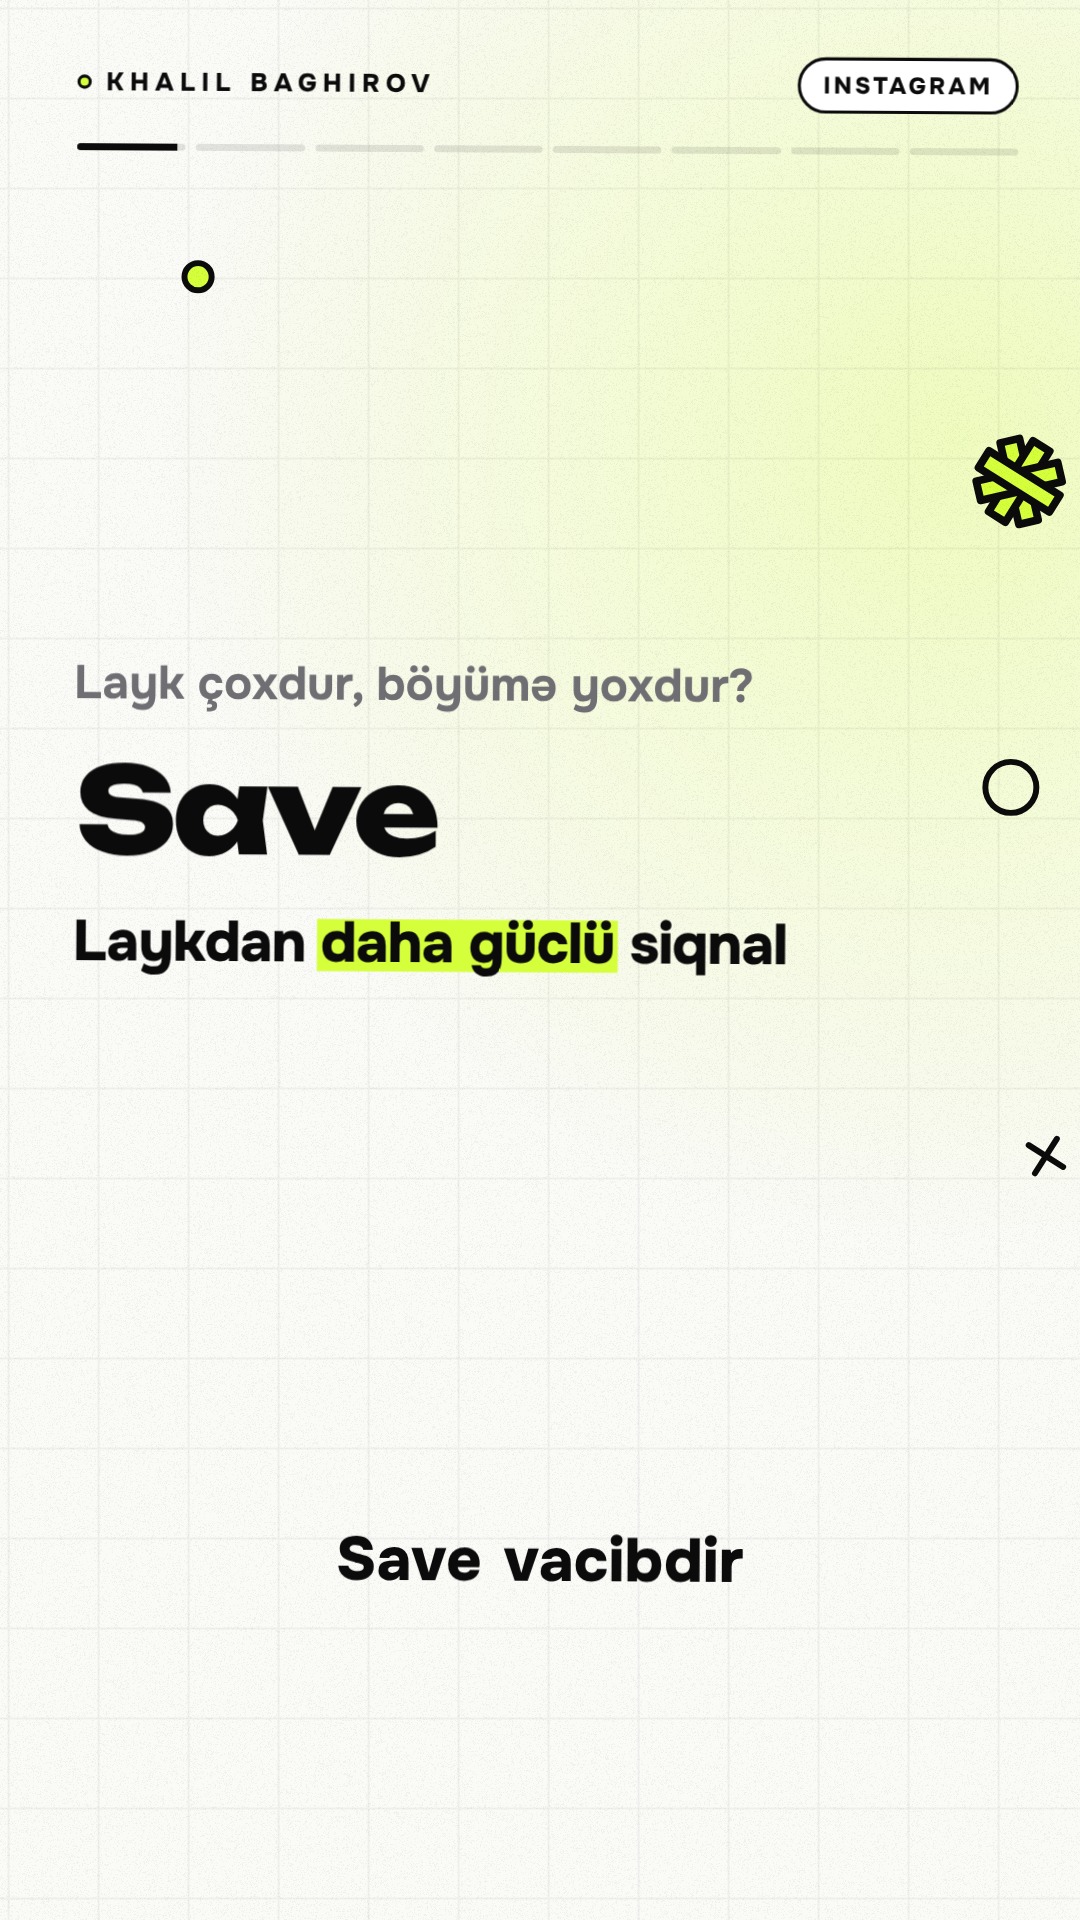 KHALIL BAGHIROV
INSTAGRAM
Layk çoxdur, böyümə yoxdur?
Save
Laykdan daha güclü siqnal
Save vacibdir